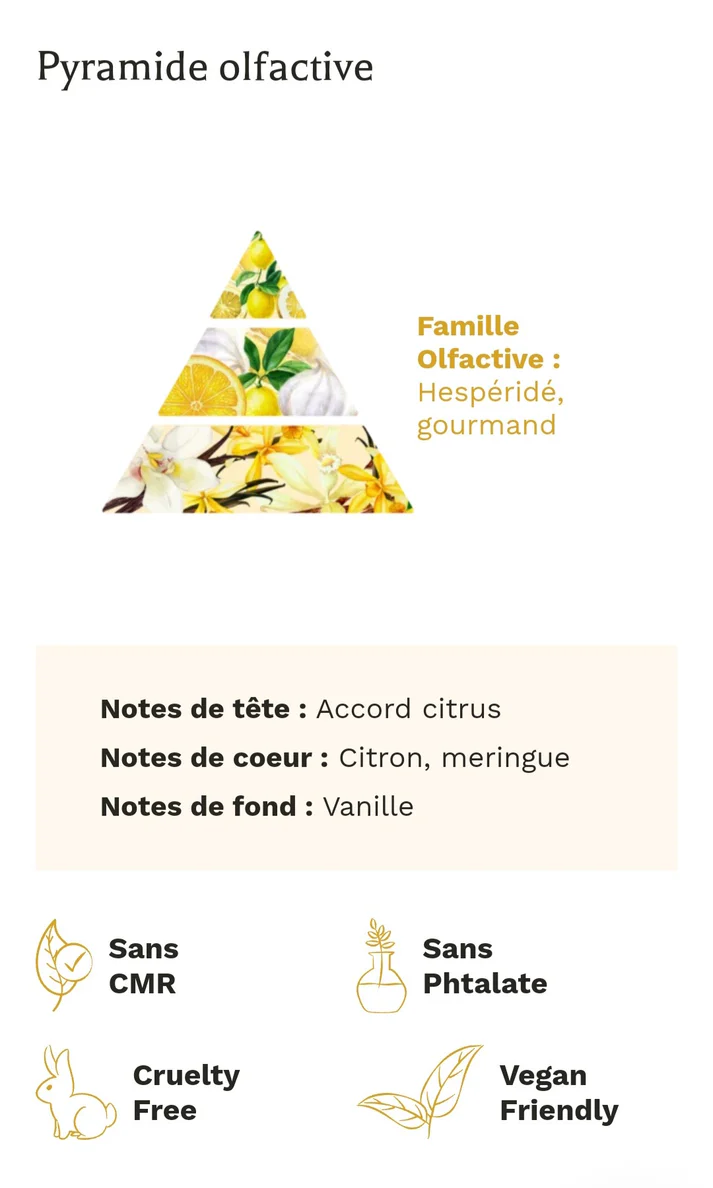 Pyramide olfactive
Famille
Olfactive :
Hespéridé,
gourmand
Notes de tête : Accord citrus
Notes de coeur : Citron, meringue
Notes de fond : Vanille
Sans
CMR
Sans
Phtalate
Cruelty
Free
Vegan
Friendly